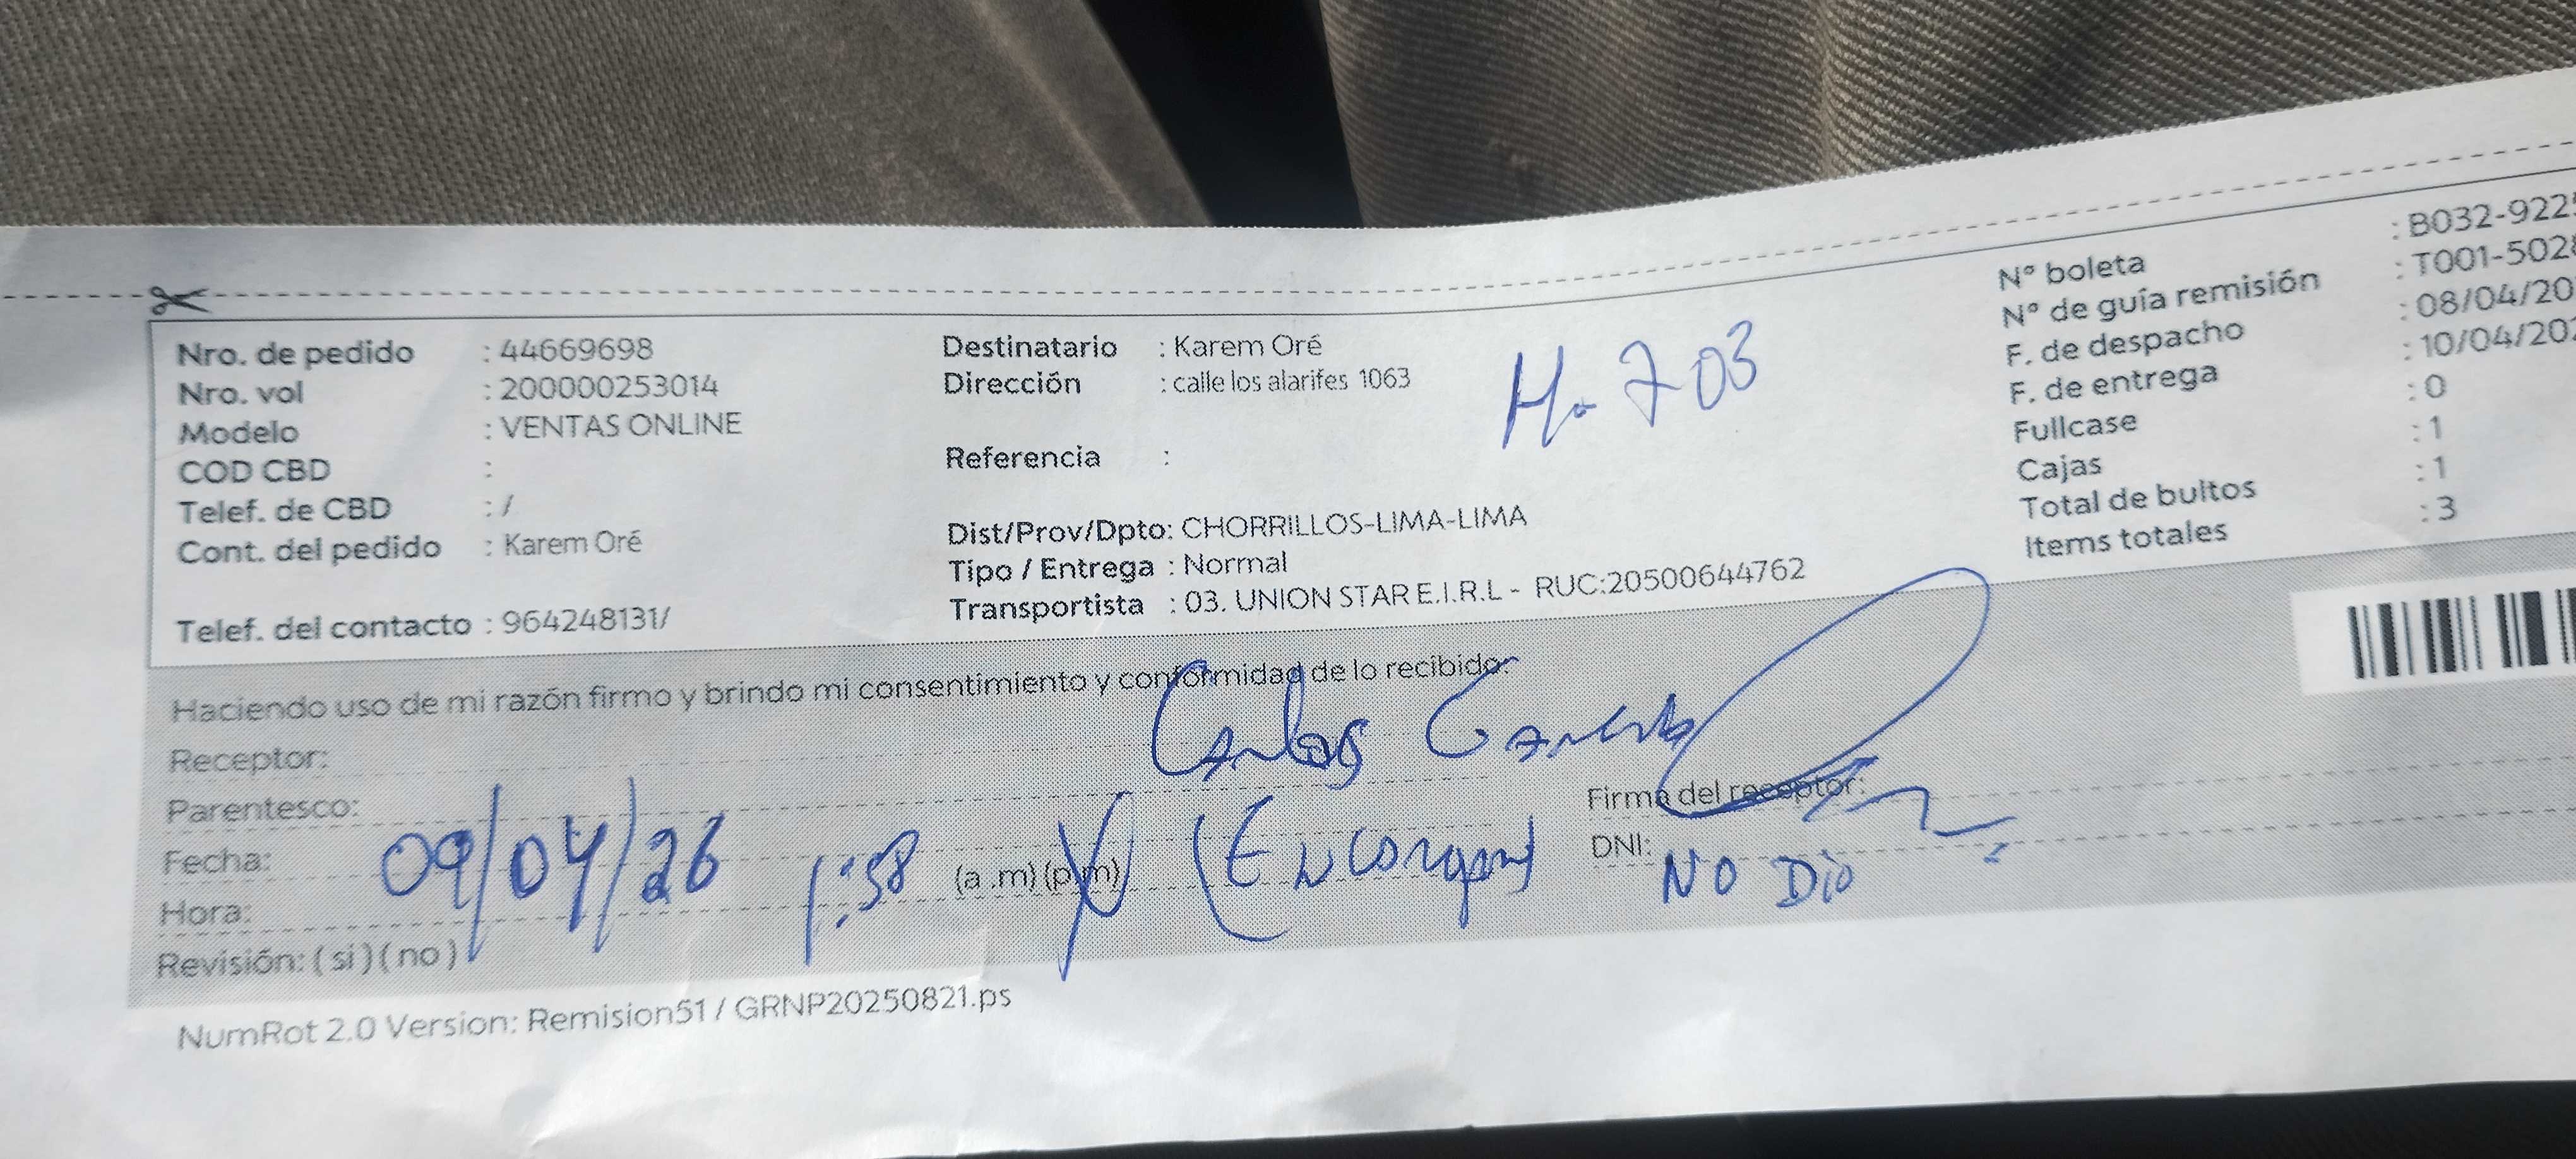 Nro. de pedido : 44669698
Nro. vol : 200000253014
Modelo : VENTAS ONLINE
COD CBD :
Telef. de CBD : /
Cont. del pedido : Karem Oré
Telef. del contacto : 964248131/
Destinatario : Karem Oré
Dirección : calle los alarifes 1063
Referencia :
703
Dist/Prov/Dpto: CHORRILLOS-LIMA-LIMA
Tipo / Entrega : Normal
Transportista : 03. UNION STAR E.I.R.L - RUC:20500644762
N° boleta : B032-922
N° de guía remisión : T001-502
F. de despacho : 08/04/20
F. de entrega : 10/04/202
Fullcase : 0
Cajas : 1
Total de bultos : 1
Items totales : 3
Haciendo uso de mi razón firmo y brindo mi consentimiento y conformidad de lo recibido:
Receptor: Carlos
Parentesco:
Firma del receptor:
Fecha: 09/04/26
DNI: NO DIO
Hora: 1:58 (a .m) (p.m)
Revisión: ( si ) ( no )
NumRot 2.0 Version: Remision51 / GRNP20250821.ps